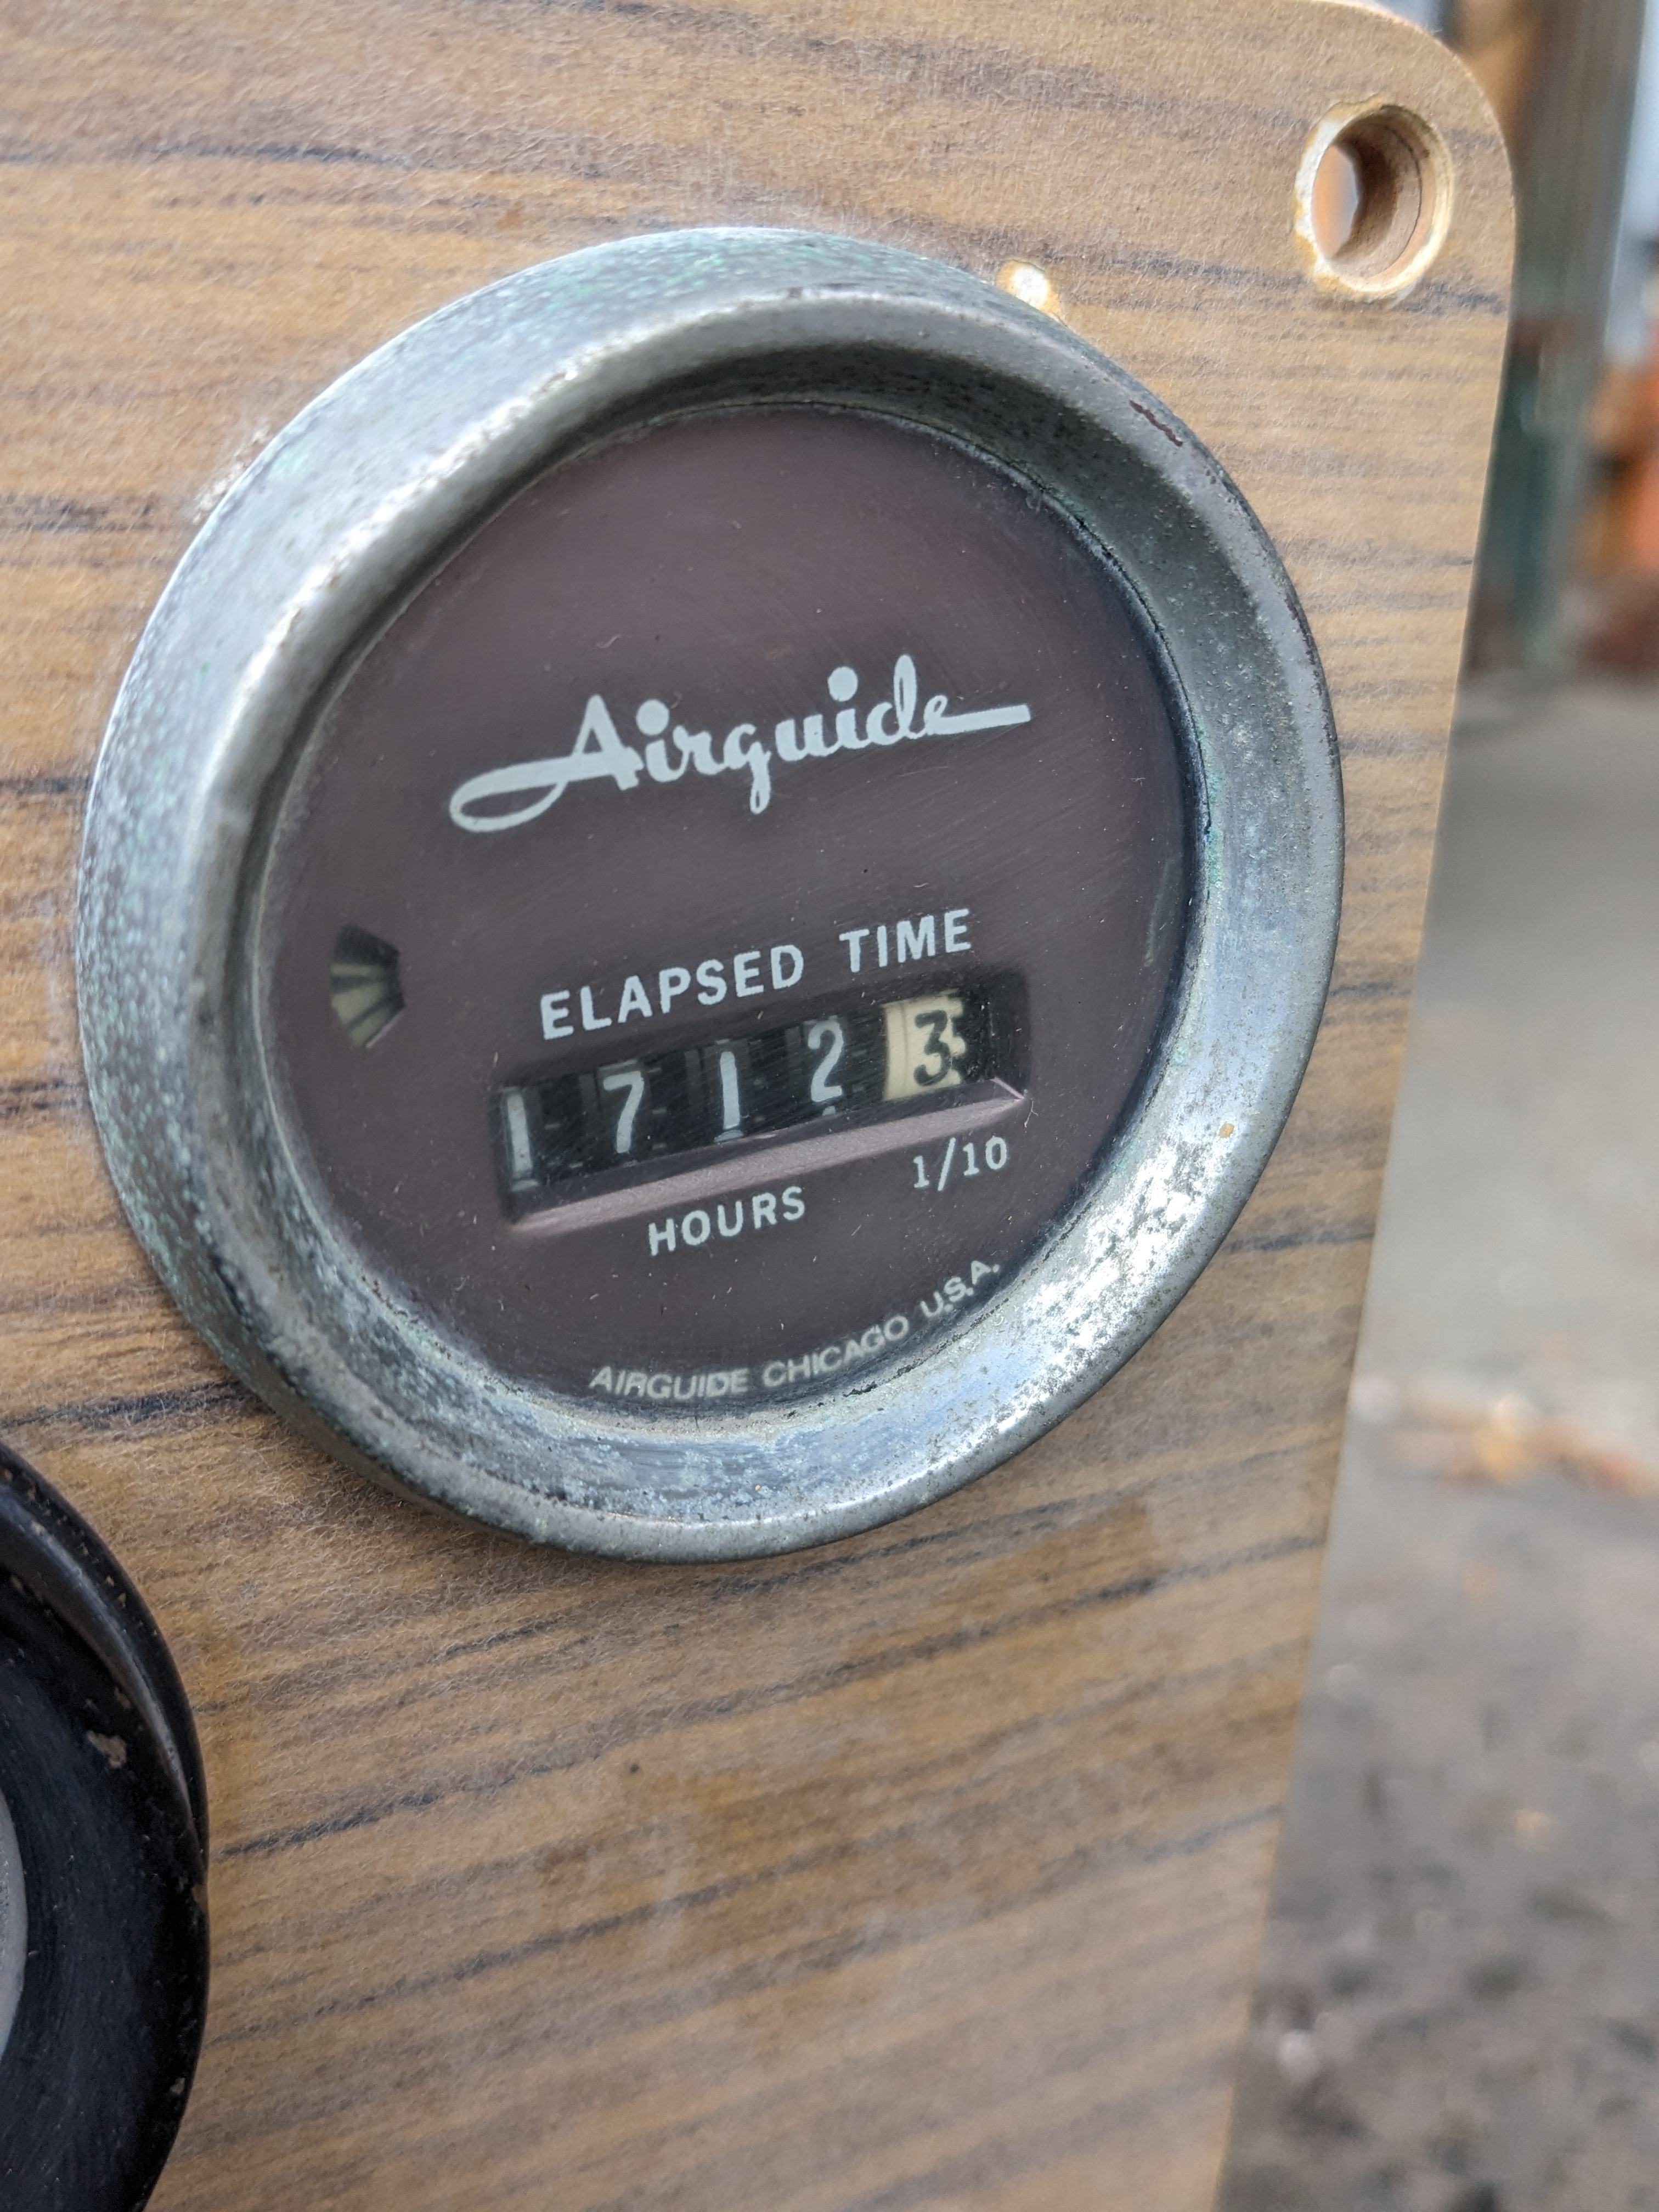 Airguide
ELAPSED TIME
1 7 1 2 3
HOURS 1/10
AIRGUIDE CHICAGO U.S.A.